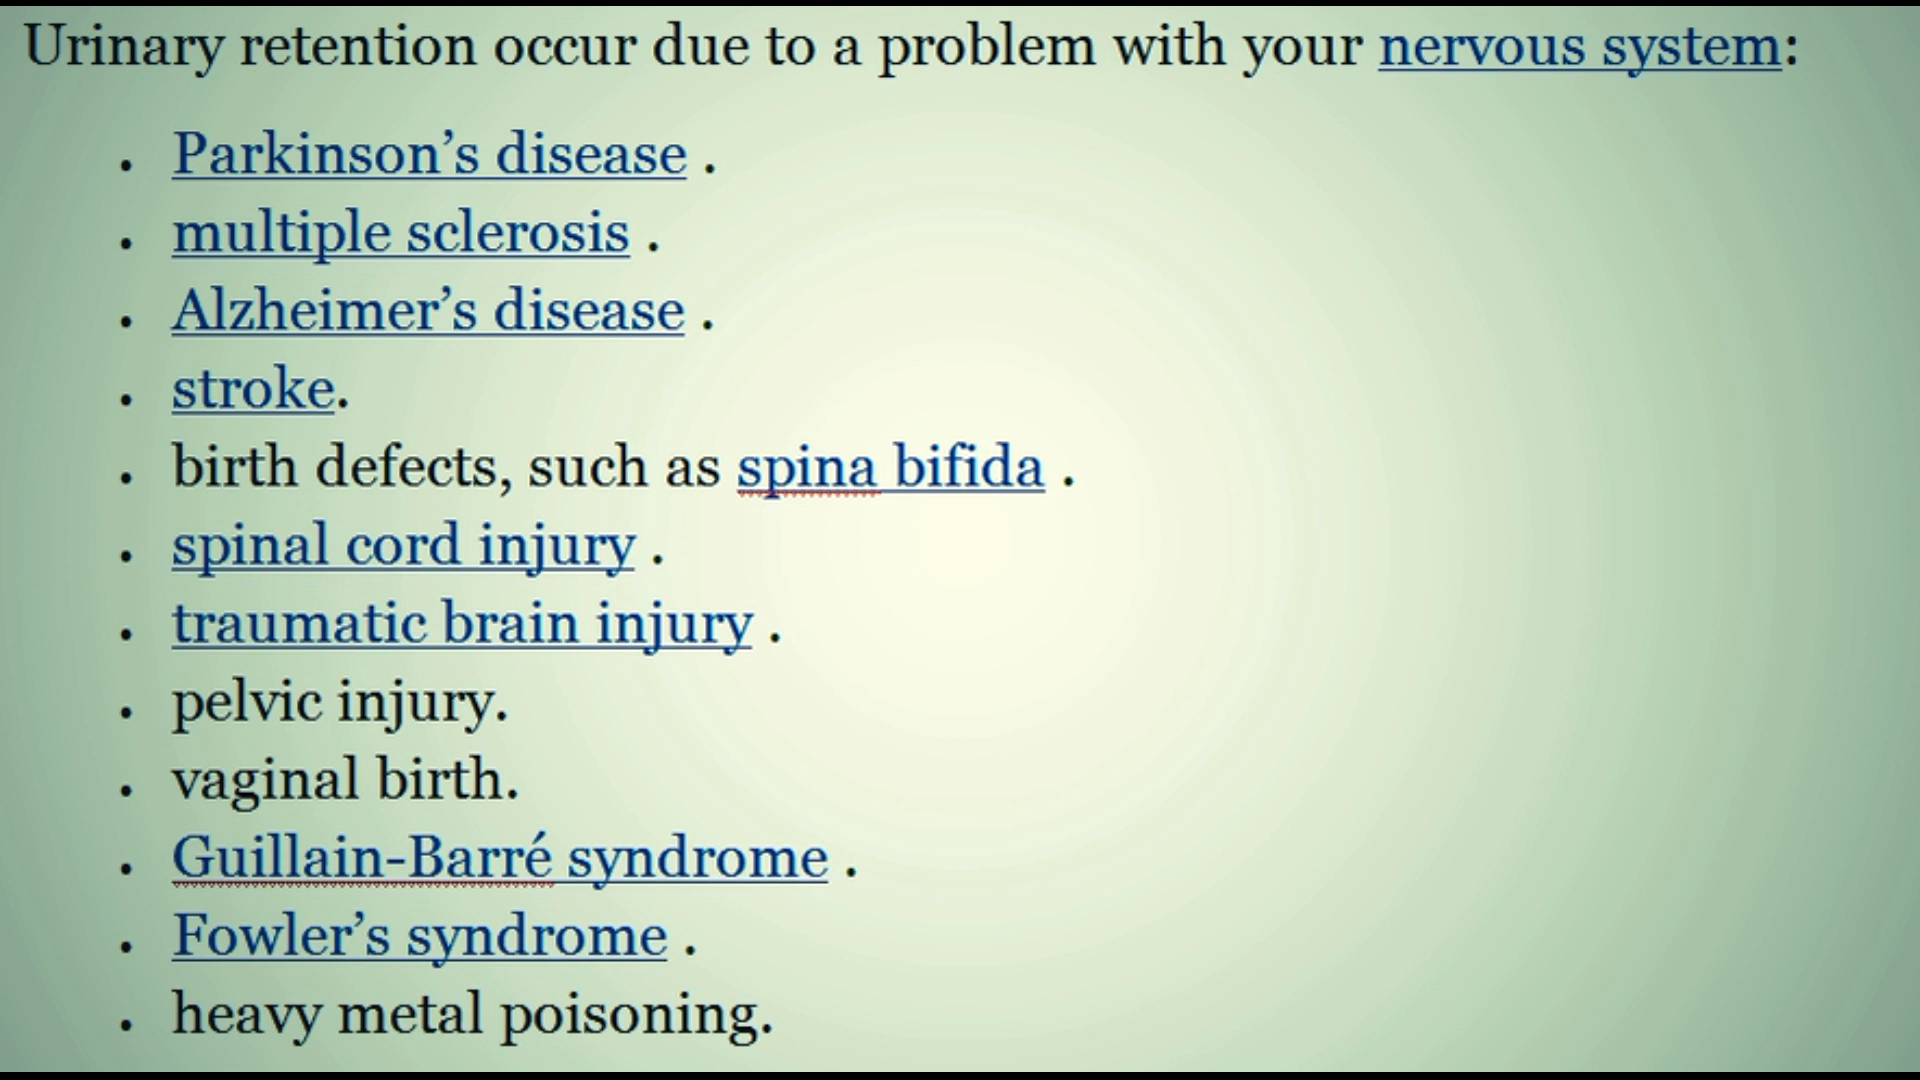 Urinary retention occur due to a problem with your nervous system:
• Parkinson’s disease .
• multiple sclerosis .
• Alzheimer’s disease .
• stroke.
• birth defects, such as spina bifida .
• spinal cord injury .
• traumatic brain injury .
• pelvic injury.
• vaginal birth.
• Guillain-Barré syndrome .
• Fowler’s syndrome .
• heavy metal poisoning.